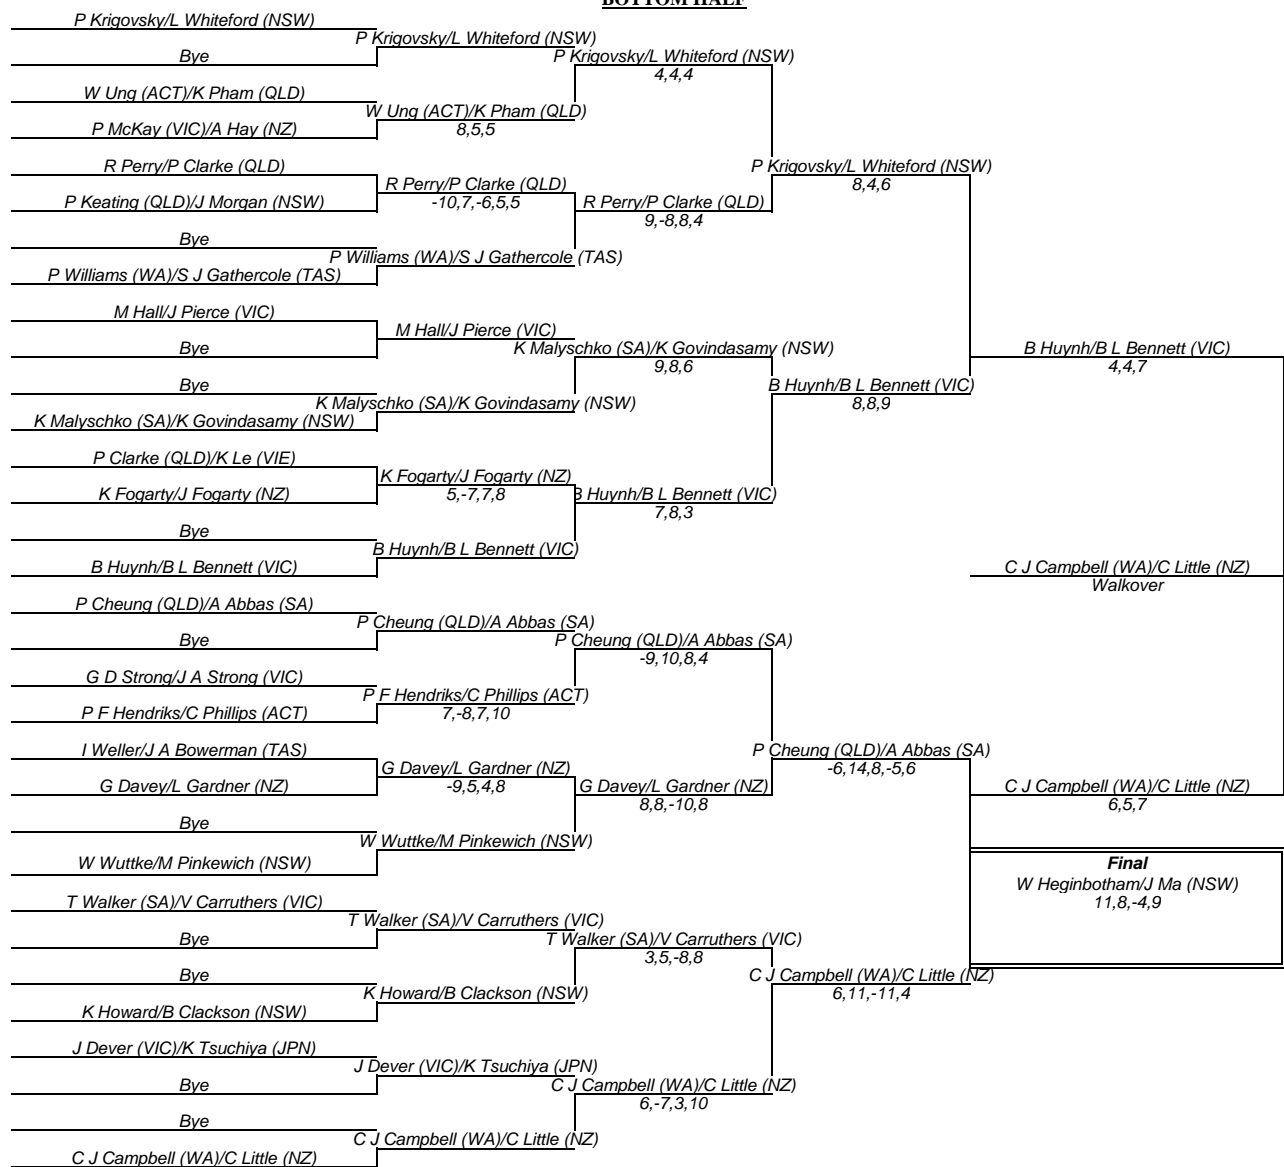 BOTTOM HALF
P Krigovsky/L Whiteford (NSW)
P Krigovsky/L Whiteford (NSW)
Bye
P Krigovsky/L Whiteford (NSW)
4,4,4
W Ung (ACT)/K Pham (QLD)
W Ung (ACT)/K Pham (QLD)
P McKay (VIC)/A Hay (NZ)
8,5,5
R Perry/P Clarke (QLD)
P Krigovsky/L Whiteford (NSW)
R Perry/P Clarke (QLD)
8,4,6
P Keating (QLD)/J Morgan (NSW)
-10,7,-6,5,5
R Perry/P Clarke (QLD)
9,-8,8,4
Bye
P Williams (WA)/S J Gathercole (TAS)
P Williams (WA)/S J Gathercole (TAS)
M Hall/J Pierce (VIC)
M Hall/J Pierce (VIC)
Bye
K Malyschko (SA)/K Govindasamy (NSW)
B Huynh/B L Bennett (VIC)
9,8,6
4,4,7
Bye
B Huynh/B L Bennett (VIC)
K Malyschko (SA)/K Govindasamy (NSW)
8,8,9
K Malyschko (SA)/K Govindasamy (NSW)
P Clarke (QLD)/K Le (VIE)
K Fogarty/J Fogarty (NZ)
K Fogarty/J Fogarty (NZ)
5,-7,7,8
B Huynh/B L Bennett (VIC)
7,8,3
Bye
B Huynh/B L Bennett (VIC)
B Huynh/B L Bennett (VIC)
C J Campbell (WA)/C Little (NZ)
Walkover
P Cheung (QLD)/A Abbas (SA)
P Cheung (QLD)/A Abbas (SA)
Bye
P Cheung (QLD)/A Abbas (SA)
-9,10,8,4
G D Strong/J A Strong (VIC)
P F Hendriks/C Phillips (ACT)
P F Hendriks/C Phillips (ACT)
7,-8,7,10
I Weller/J A Bowerman (TAS)
P Cheung (QLD)/A Abbas (SA)
G Davey/L Gardner (NZ)
-6,14,8,-5,6
G Davey/L Gardner (NZ)
-9,5,4,8
G Davey/L Gardner (NZ)
C J Campbell (WA)/C Little (NZ)
8,8,-10,8
6,5,7
Bye
W Wuttke/M Pinkewich (NSW)
W Wuttke/M Pinkewich (NSW)
Final
W Heginbotham/J Ma (NSW)
11,8,-4,9
T Walker (SA)/V Carruthers (VIC)
T Walker (SA)/V Carruthers (VIC)
Bye
T Walker (SA)/V Carruthers (VIC)
3,5,-8,8
Bye
C J Campbell (WA)/C Little (NZ)
K Howard/B Clackson (NSW)
6,11,-11,4
K Howard/B Clackson (NSW)
J Dever (VIC)/K Tsuchiya (JPN)
J Dever (VIC)/K Tsuchiya (JPN)
Bye
C J Campbell (WA)/C Little (NZ)
6,-7,3,10
Bye
C J Campbell (WA)/C Little (NZ)
C J Campbell (WA)/C Little (NZ)